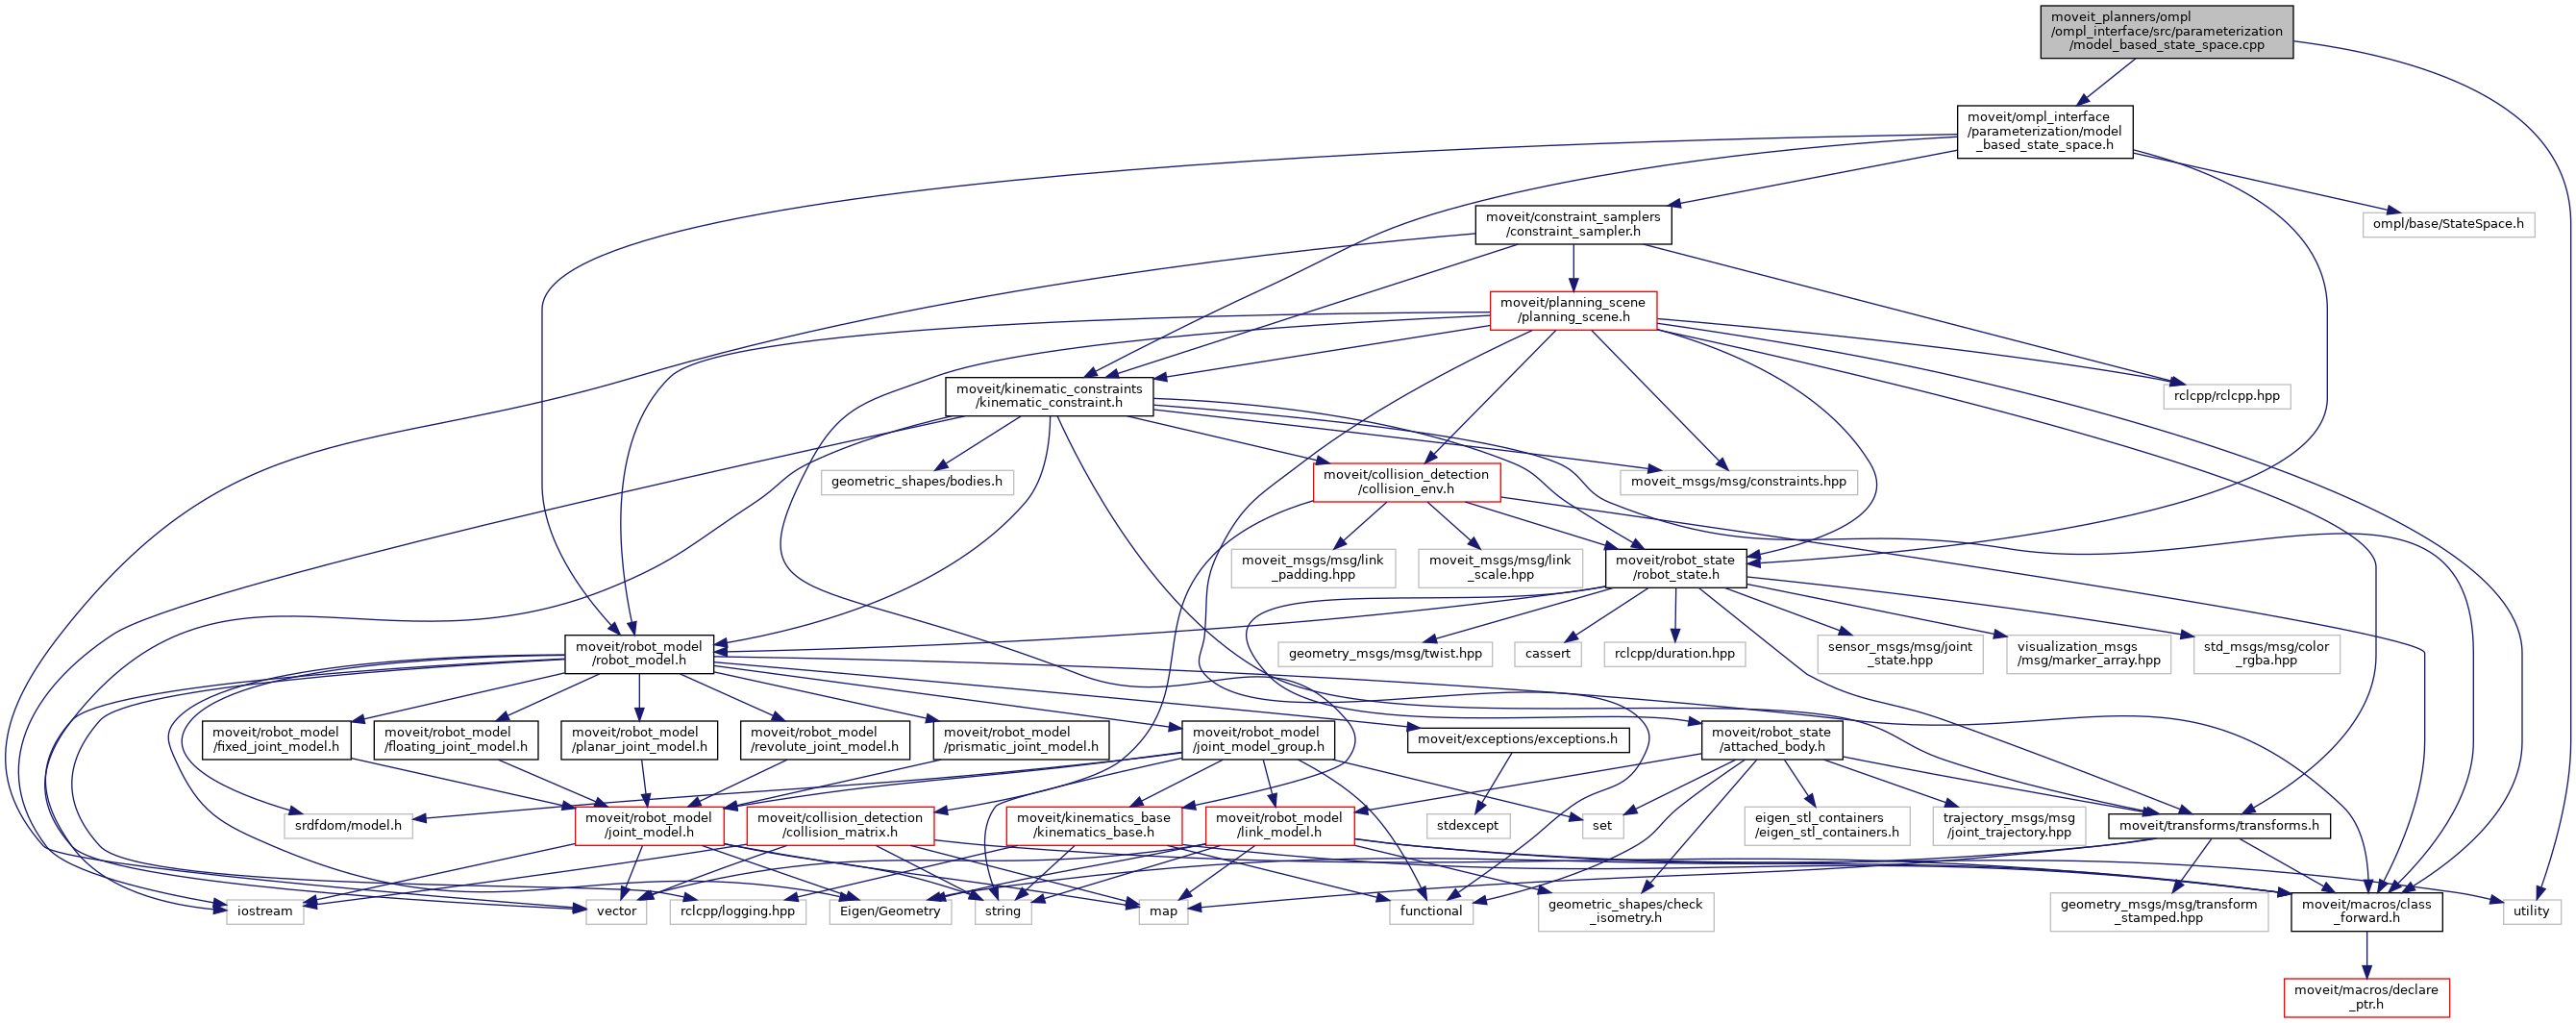 moveit_planners/ompl
/ompl_interface/src/parameterization
/model_based_state_space.cpp
moveit/ompl_interface
/parameterization/model
_based_state_space.h
moveit/constraint_samplers
/constraint_sampler.h
ompl/base/StateSpace.h
moveit/planning_scene
/planning_scene.h
moveit/kinematic_constraints
/kinematic_constraint.h
rclcpp/rclcpp.hpp
geometric_shapes/bodies.h
moveit/collision_detection
/collision_env.h
moveit_msgs/msg/constraints.hpp
moveit_msgs/msg/link
_padding.hpp
moveit_msgs/msg/link
_scale.hpp
moveit/robot_state
/robot_state.h
moveit/robot_model
/robot_model.h
geometry_msgs/msg/twist.hpp
cassert
rclcpp/duration.hpp
sensor_msgs/msg/joint
_state.hpp
visualization_msgs
/msg/marker_array.hpp
std_msgs/msg/color
_rgba.hpp
moveit/robot_model
/fixed_joint_model.h
moveit/robot_model
/floating_joint_model.h
moveit/robot_model
/planar_joint_model.h
moveit/robot_model
/revolute_joint_model.h
moveit/robot_model
/prismatic_joint_model.h
moveit/robot_model
/joint_model_group.h
moveit/exceptions/exceptions.h
moveit/robot_state
/attached_body.h
srdfdom/model.h
moveit/robot_model
/joint_model.h
moveit/collision_detection
/collision_matrix.h
moveit/kinematics_base
/kinematics_base.h
moveit/robot_model
/link_model.h
stdexcept
set
eigen_stl_containers
/eigen_stl_containers.h
trajectory_msgs/msg
/joint_trajectory.hpp
moveit/transforms/transforms.h
iostream
vector
rclcpp/logging.hpp
Eigen/Geometry
string
map
functional
geometric_shapes/check
_isometry.h
geometry_msgs/msg/transform
_stamped.hpp
moveit/macros/class
_forward.h
utility
moveit/macros/declare
_ptr.h